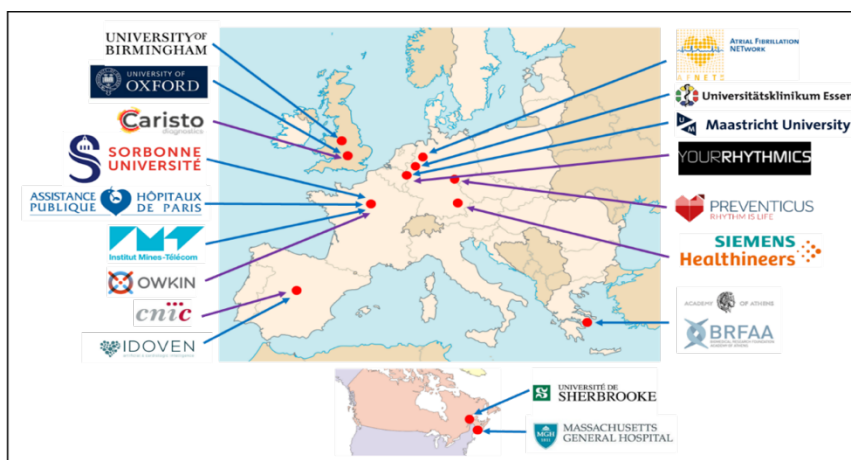 UNIVERSITY OF
BIRMINGHAM
UNIVERSITY OF
OXFORD
Caristo
diagnostics
SORBONNE
UNIVERSITÉ
ASSISTANCE
PUBLIQUE
HÔPITAUX
DE PARIS
Institut Mines-Télécom
OWKIN
cnic
IDOVEN
ATRIAL FIBRILLATION
NETWORK
AFNET
Universitätsklinikum Essen
UM
Maastricht University
YOURRHYTHMICS
PREVENTICUS
RHYTHM IS LIFE
SIEMENS
Healthineers
ACADEMY OF ATHENS
BRFAA
UNIVERSITÉ DE
SHERBROOKE
MGH
1811
MASSACHUSETTS
GENERAL HOSPITAL